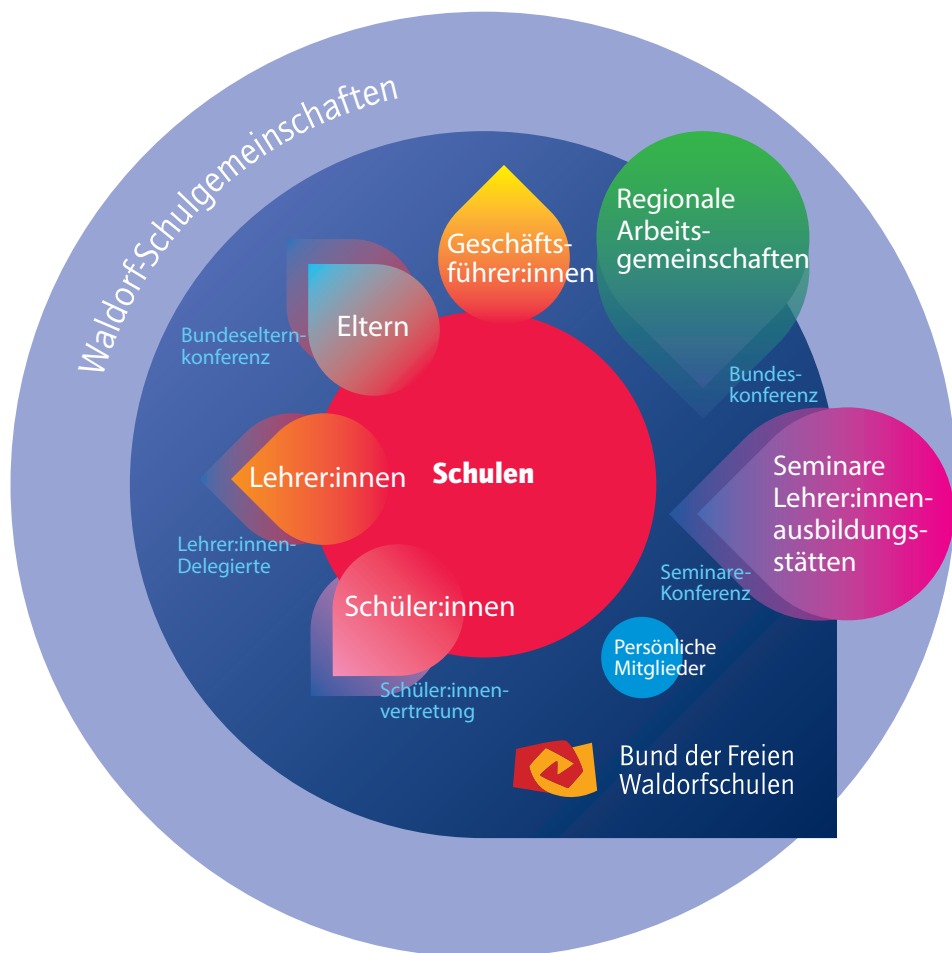 Waldorf-Schulgemeinschaften
Regionale
Arbeits-
gemeinschaften
Geschäfts-
führer:innen
Eltern
Bundeseltern-
konferenz
Bundes-
konferenz
Lehrer:innen
Schulen
Seminare
Lehrer:innen-
ausbildungs-
stätten
Lehrer:innen-
Delegierte
Seminare-
Konferenz
Schüler:innen
Persönliche
Mitglieder
Schüler:innen-
vertretung
Bund der Freien
Waldorfschulen